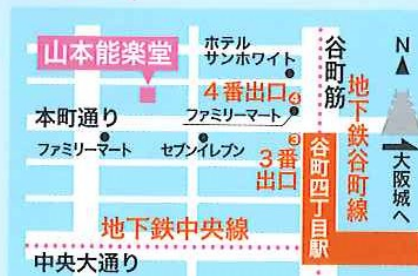 山本能楽堂
ホテル
サンホワイト
谷町筋
N
4番出口
4
ファミリーマート
地下鉄谷町線
本町通り
ファミリーマート
セブンイレブン
3
3番
出口
谷町四丁目駅
大阪城へ
地下鉄中央線
中央大通り